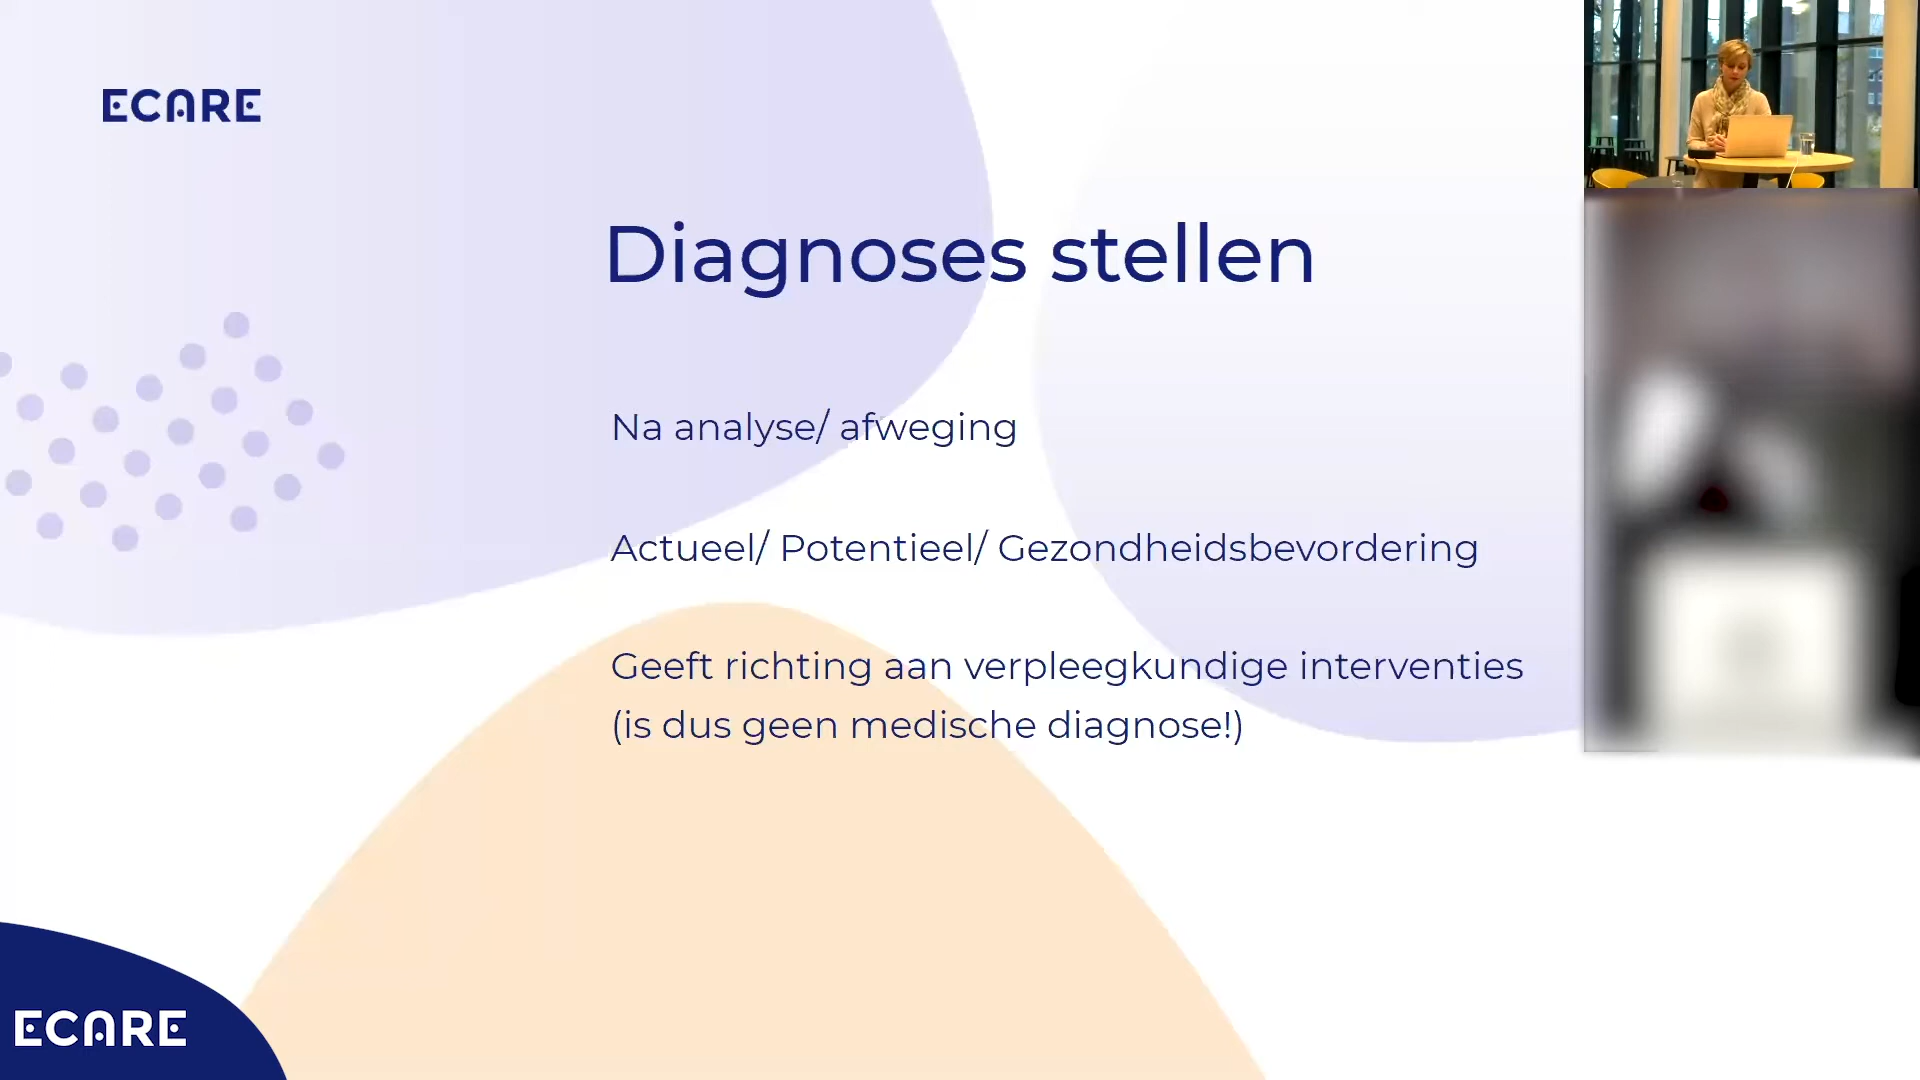 ECARE
Diagnoses stellen
Na analyse/ afweging
Actueel/ Potentieel/ Gezondheidsbevordering
Geeft richting aan verpleegkundige interventies
(is dus geen medische diagnose!)
ECARE